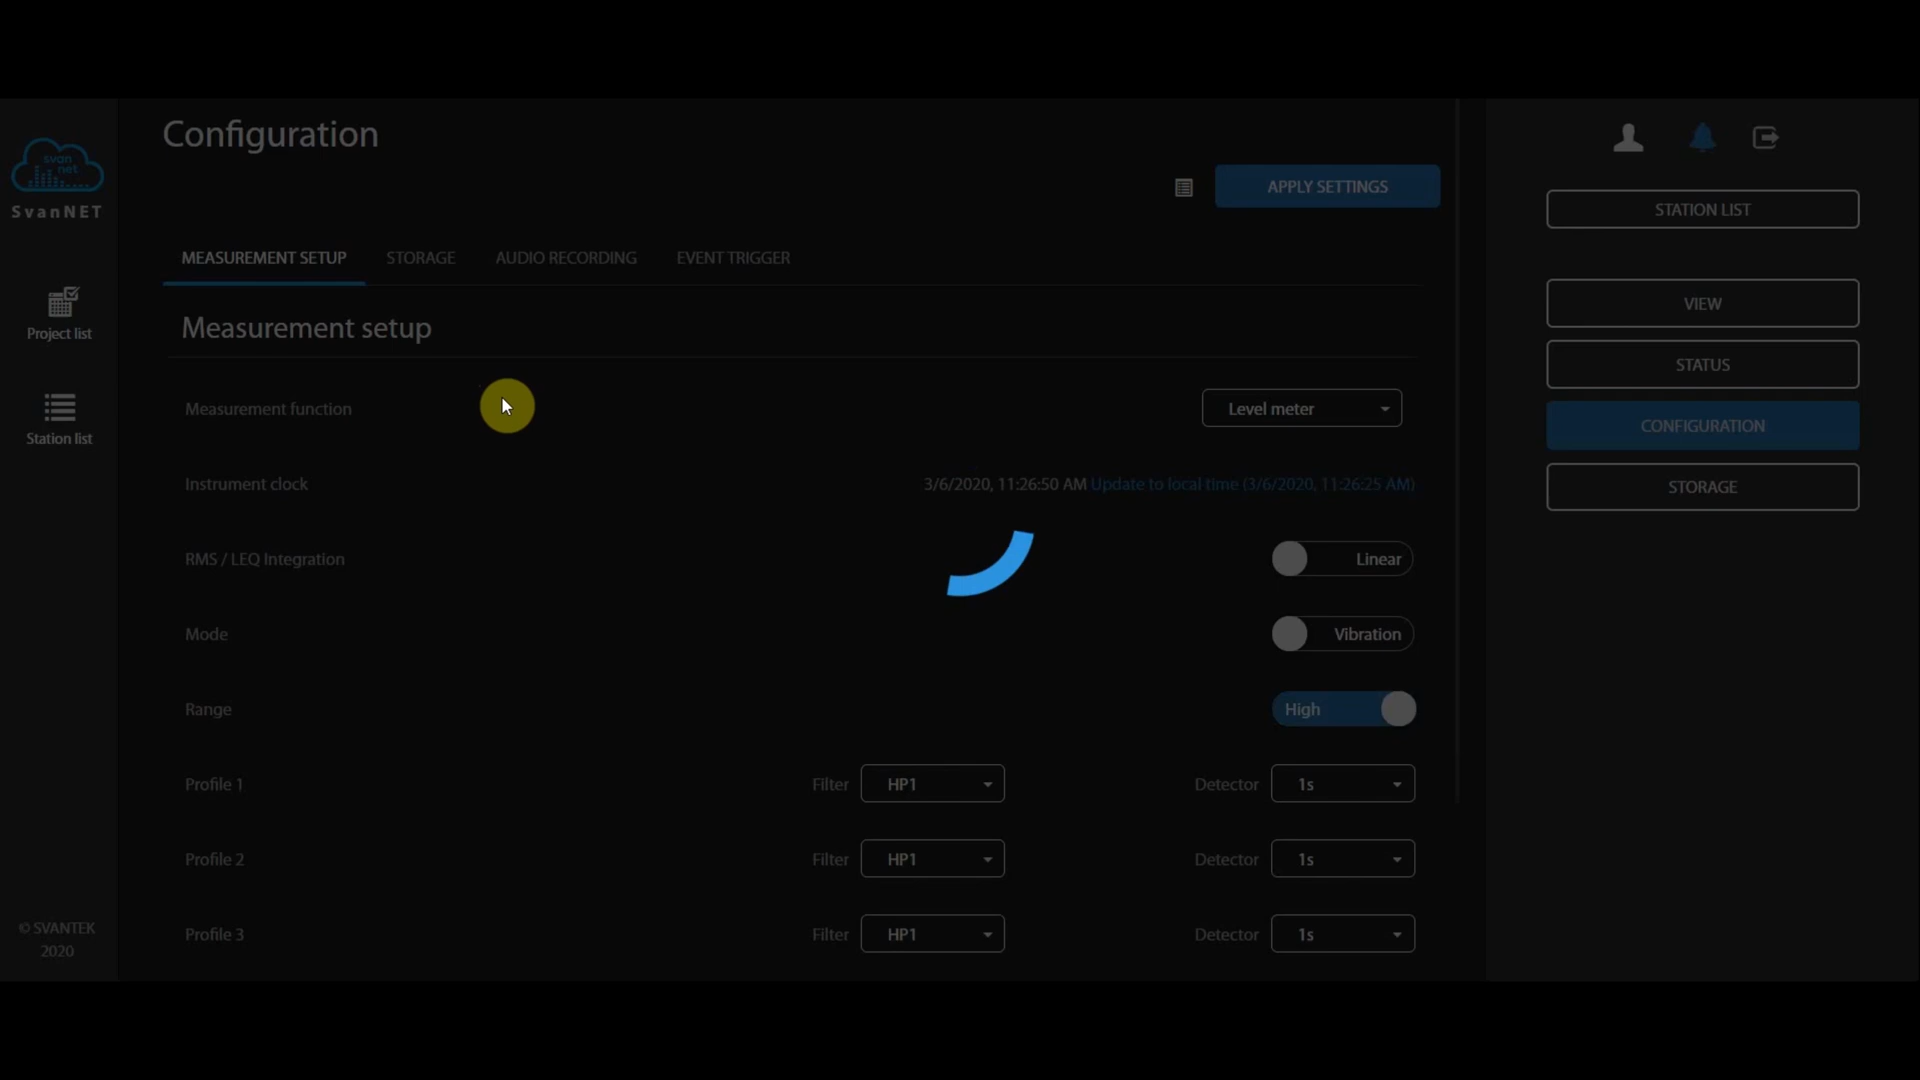 Configuration
svan
net
SvanNET
APPLY SETTINGS
STATION LIST
MEASUREMENT SETUP STORAGE AUDIO RECORDING EVENT TRIGGER
Project list
Measurement setup
VIEW
STATUS
Measurement function Level meter
CONFIGURATION
Station list
Instrument clock 3/6/2020, 11:26:50 AM Update to local time (3/6/2020, 11:26:25 AM)
STORAGE
RMS / LEQ Integration Linear
Mode Vibration
Range High
Profile 1 Filter HP1 Detector 1s
Profile 2 Filter HP1 Detector 1s
Profile 3 Filter HP1 Detector 1s
© SVANTEK
2020